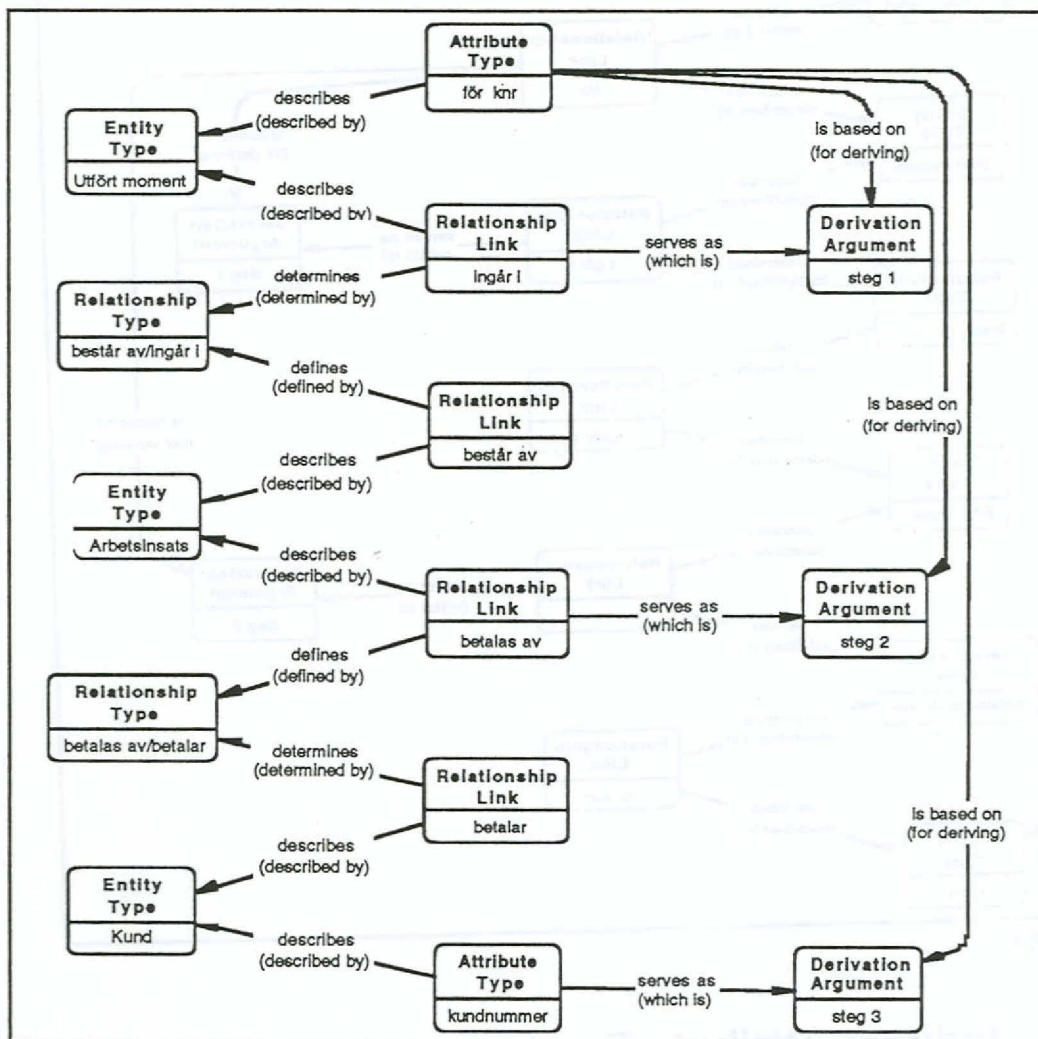 Attribute
Type
för knr
describes
(described by)
Is based on
(for deriving)
Entity
Type
Utfört moment
describes
(described by)
Relationship
Link
Ingår i
serves as
(which is)
Derivation
Argument
steg 1
determines
(determined by)
Relationship
Type
består av/Ingår i
defines
(defined by)
Relationship
Link
består av
Is based on
(for deriving)
describes
(described by)
Entity
Type
Arbetsinsats
describes
(described by)
Relationship
Link
betalas av
serves as
(which is)
Derivation
Argument
steg 2
defines
(defined by)
Relationship
Type
betalas av/betalar
determines
(determined by)
Relationship
Link
betalar
Is based on
(for deriving)
describes
(described by)
Entity
Type
Kund
describes
(described by)
Attribute
Type
kundnummer
serves as
(which is)
Derivation
Argument
steg 3